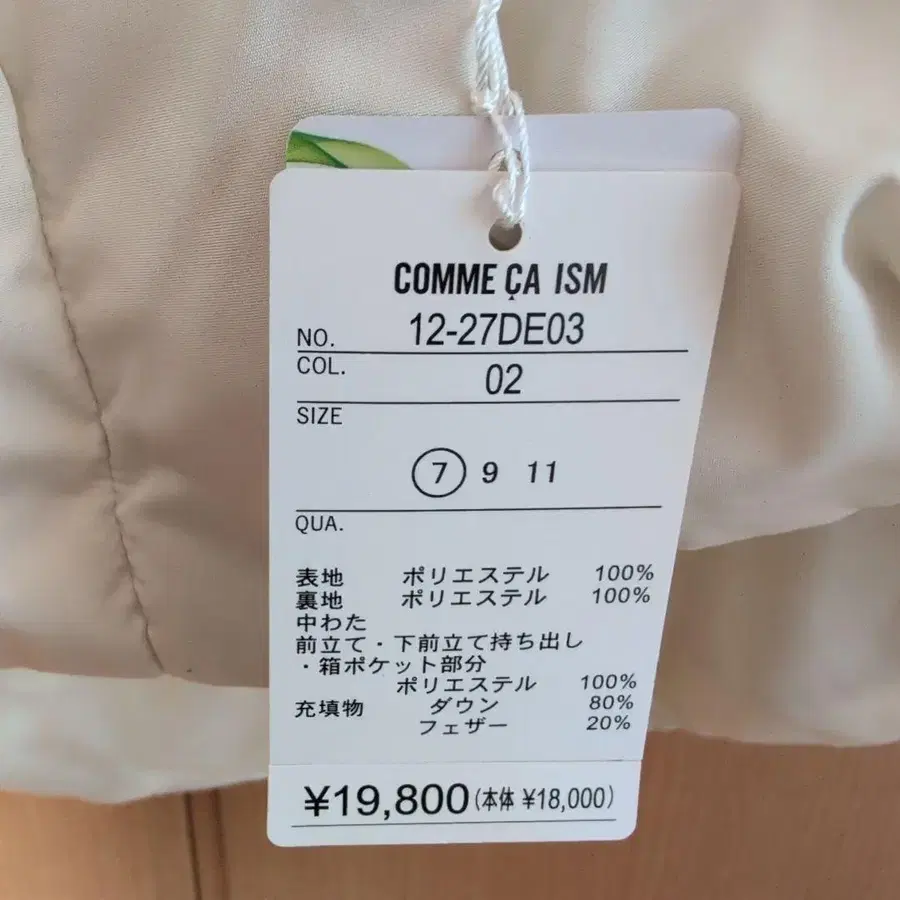 COMME ÇA ISM
NO. 12-27DE03
COL. 02
SIZE
7 9 11
QUA.
表地 ポリエステル 100%
裏地 ポリエステル 100%
中わた
前立て・下前立て持ち出し
・箱ポケット部分
ポリエステル 100%
充填物 ダウン 80%
フェザー 20%
¥19,800(本体 ¥18,000)